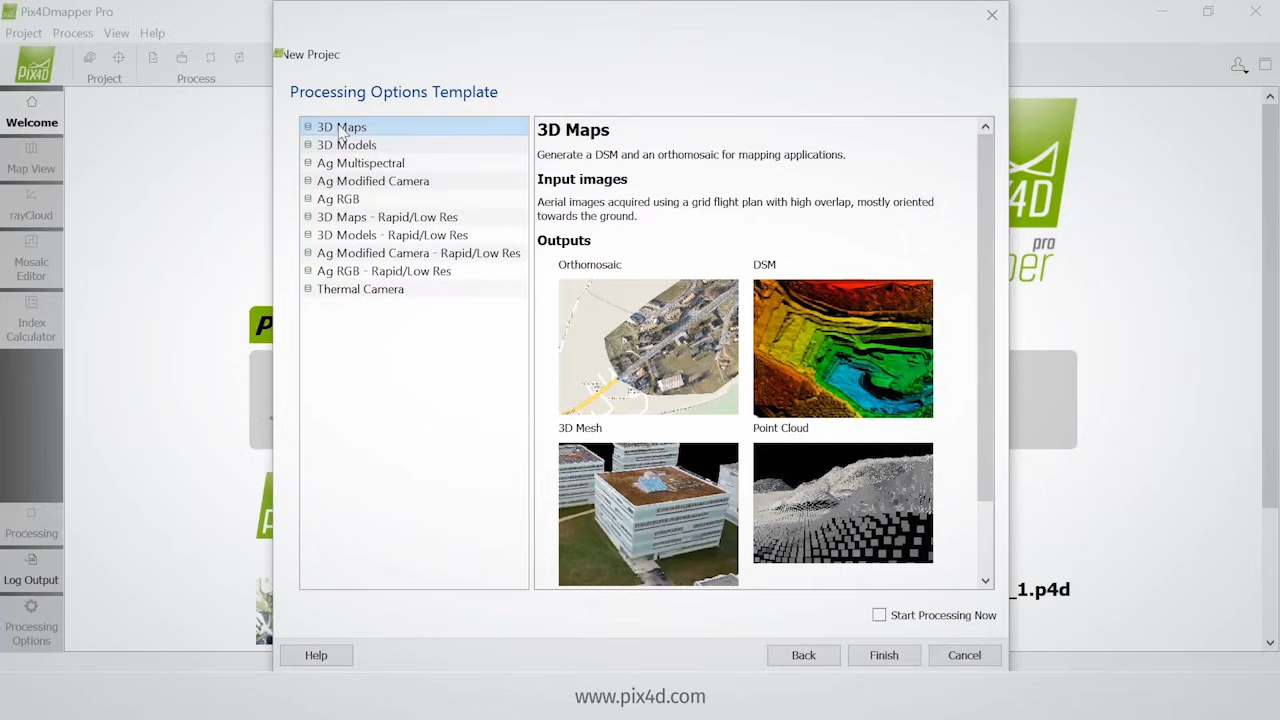 Pix4Dmapper Pro
Project Process View Help
PIX4D
Project
Process
Welcome
Map View
rayCloud
Mosaic
Editor
Index
Calculator
Processing
Log Output
Processing
Options
New Projec
Processing Options Template
3D Maps
3D Models
Ag Multispectral
Ag Modified Camera
Ag RGB
3D Maps - Rapid/Low Res
3D Models - Rapid/Low Res
Ag Modified Camera - Rapid/Low Res
Ag RGB - Rapid/Low Res
Thermal Camera
3D Maps
Generate a DSM and an orthomosaic for mapping applications.
Input images
Aerial images acquired using a grid flight plan with high overlap, mostly oriented
towards the ground.
Outputs
Orthomosaic
DSM
3D Mesh
Point Cloud
Start Processing Now
Help
Back
Finish
Cancel
4D
pro
per
_1.p4d
www.pix4d.com